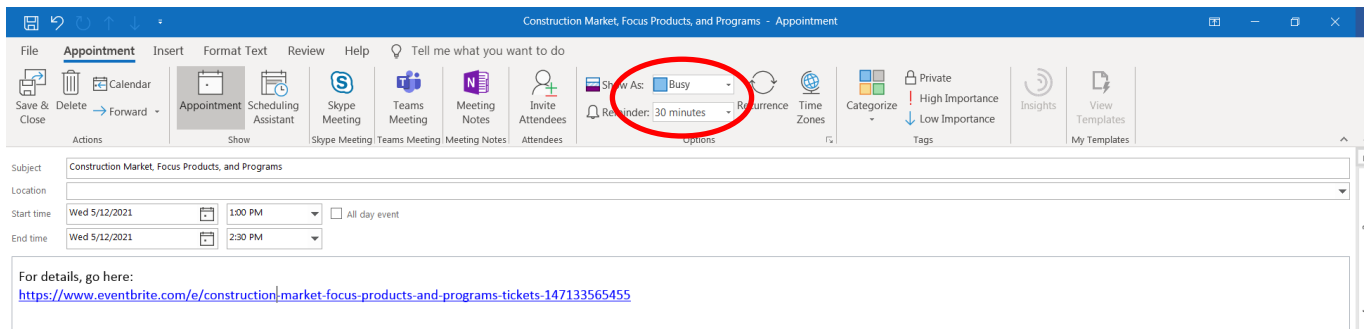 Construction Market, Focus Products, and Programs - Appointment
File Appointment Insert Format Text Review Help Tell me what you want to do
Save & Close
Delete
Calendar
Forward
Actions
Appointment
Scheduling Assistant
Show
Skype Meeting
Skype Meeting
Teams Meeting
Teams Meeting
Meeting Notes
Meeting Notes
Invite Attendees
Attendees
Show As: Busy
Reminder: 30 minutes
Recurrence
Time Zones
Options
Categorize
Private
High Importance
Low Importance
Tags
Insights
View Templates
My Templates
Subject Construction Market, Focus Products, and Programs
Location
Start time Wed 5/12/2021 1:00 PM All day event
End time Wed 5/12/2021 2:30 PM
For details, go here:
https://www.eventbrite.com/e/construction-market-focus-products-and-programs-tickets-147133565455